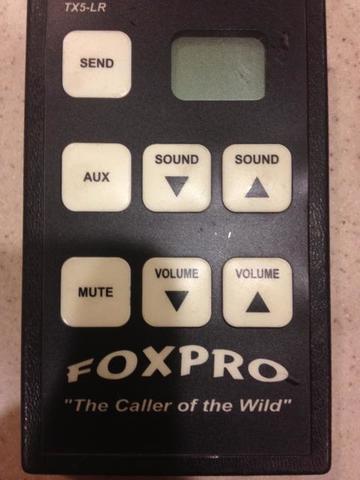 TX5-LR
SEND
AUX
SOUND
SOUND
MUTE
VOLUME
VOLUME
FOXPRO
"The Caller of the Wild"